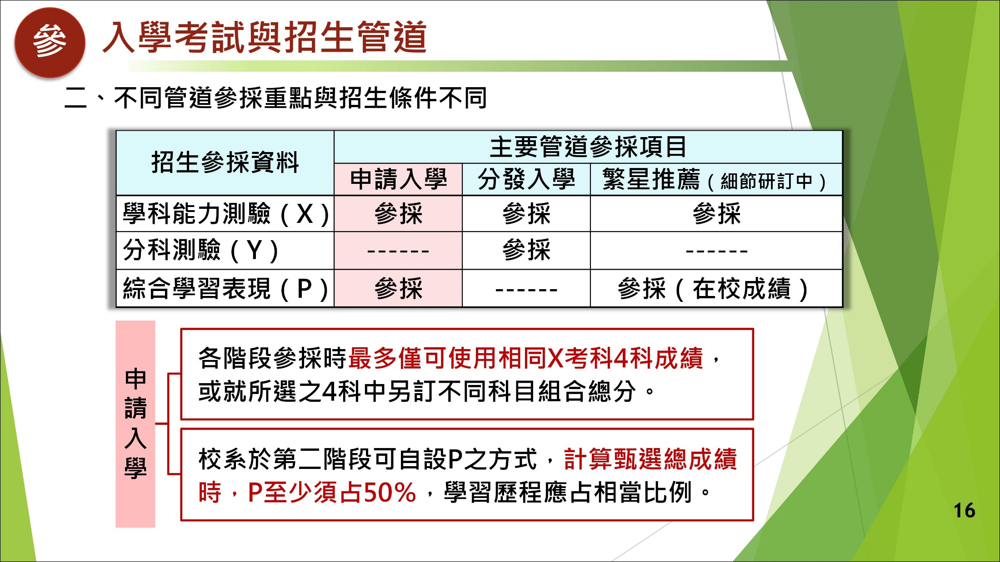 參
入學考試與招生管道
二、不同管道參採重點與招生條件不同
招生參採資料
主要管道參採項目
申請入學
分發入學
繁星推薦（細節研訂中）
學科能力測驗（X）
參採
參採
參採
分科測驗（Y）
------
參採
------
綜合學習表現（P）
參採
------
參採（在校成績）
申請入學
各階段參採時最多僅可使用相同X考科4科成績，
或就所選之4科中另訂不同科目組合總分。
校系於第二階段可自設P之方式，計算甄選總成績
時，P至少須占50%，學習歷程應占相當比例。
16